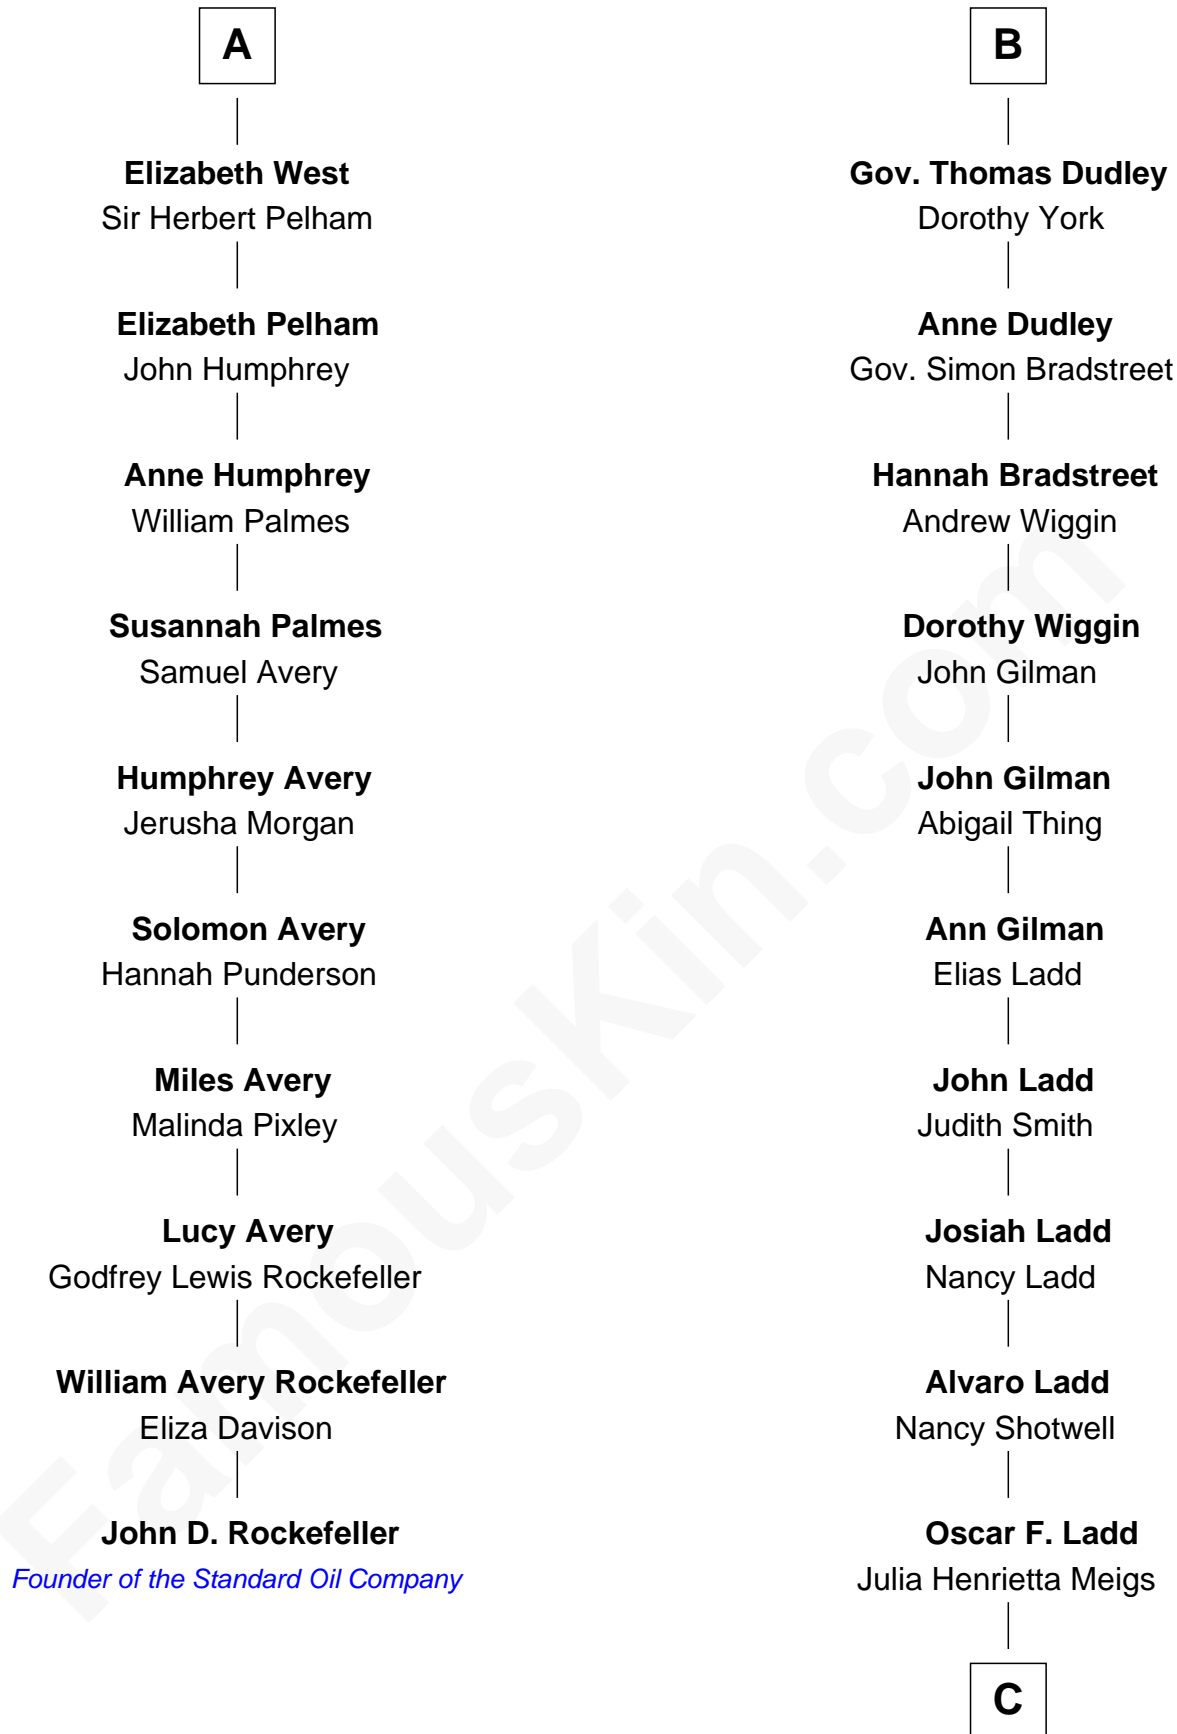 A
Elizabeth West
Sir Herbert Pelham
Elizabeth Pelham
John Humphrey
Anne Humphrey
William Palmes
Susannah Palmes
Samuel Avery
Humphrey Avery
Jerusha Morgan
Solomon Avery
Hannah Punderson
Miles Avery
Malinda Pixley
Lucy Avery
Godfrey Lewis Rockefeller
William Avery Rockefeller
Eliza Davison
John D. Rockefeller
Founder of the Standard Oil Company
B
Gov. Thomas Dudley
Dorothy York
Anne Dudley
Gov. Simon Bradstreet
Hannah Bradstreet
Andrew Wiggin
Dorothy Wiggin
John Gilman
John Gilman
Abigail Thing
Ann Gilman
Elias Ladd
John Ladd
Judith Smith
Josiah Ladd
Nancy Ladd
Alvaro Ladd
Nancy Shotwell
Oscar F. Ladd
Julia Henrietta Meigs
C
FamousKin.com